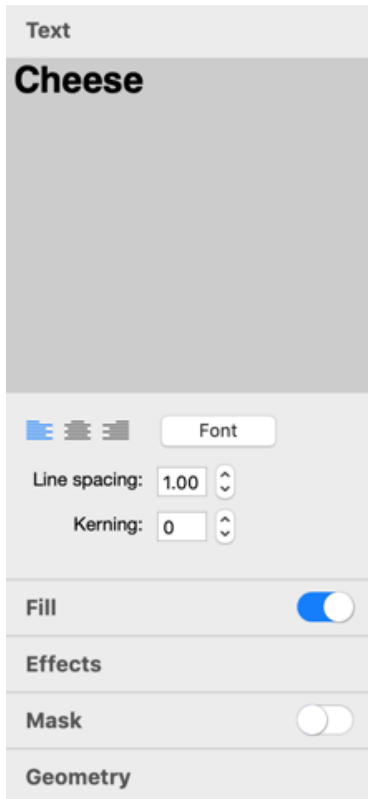 Text
Cheese
Font
Line spacing: 1.00
Kerning: 0
Fill
Effects
Mask
Geometry